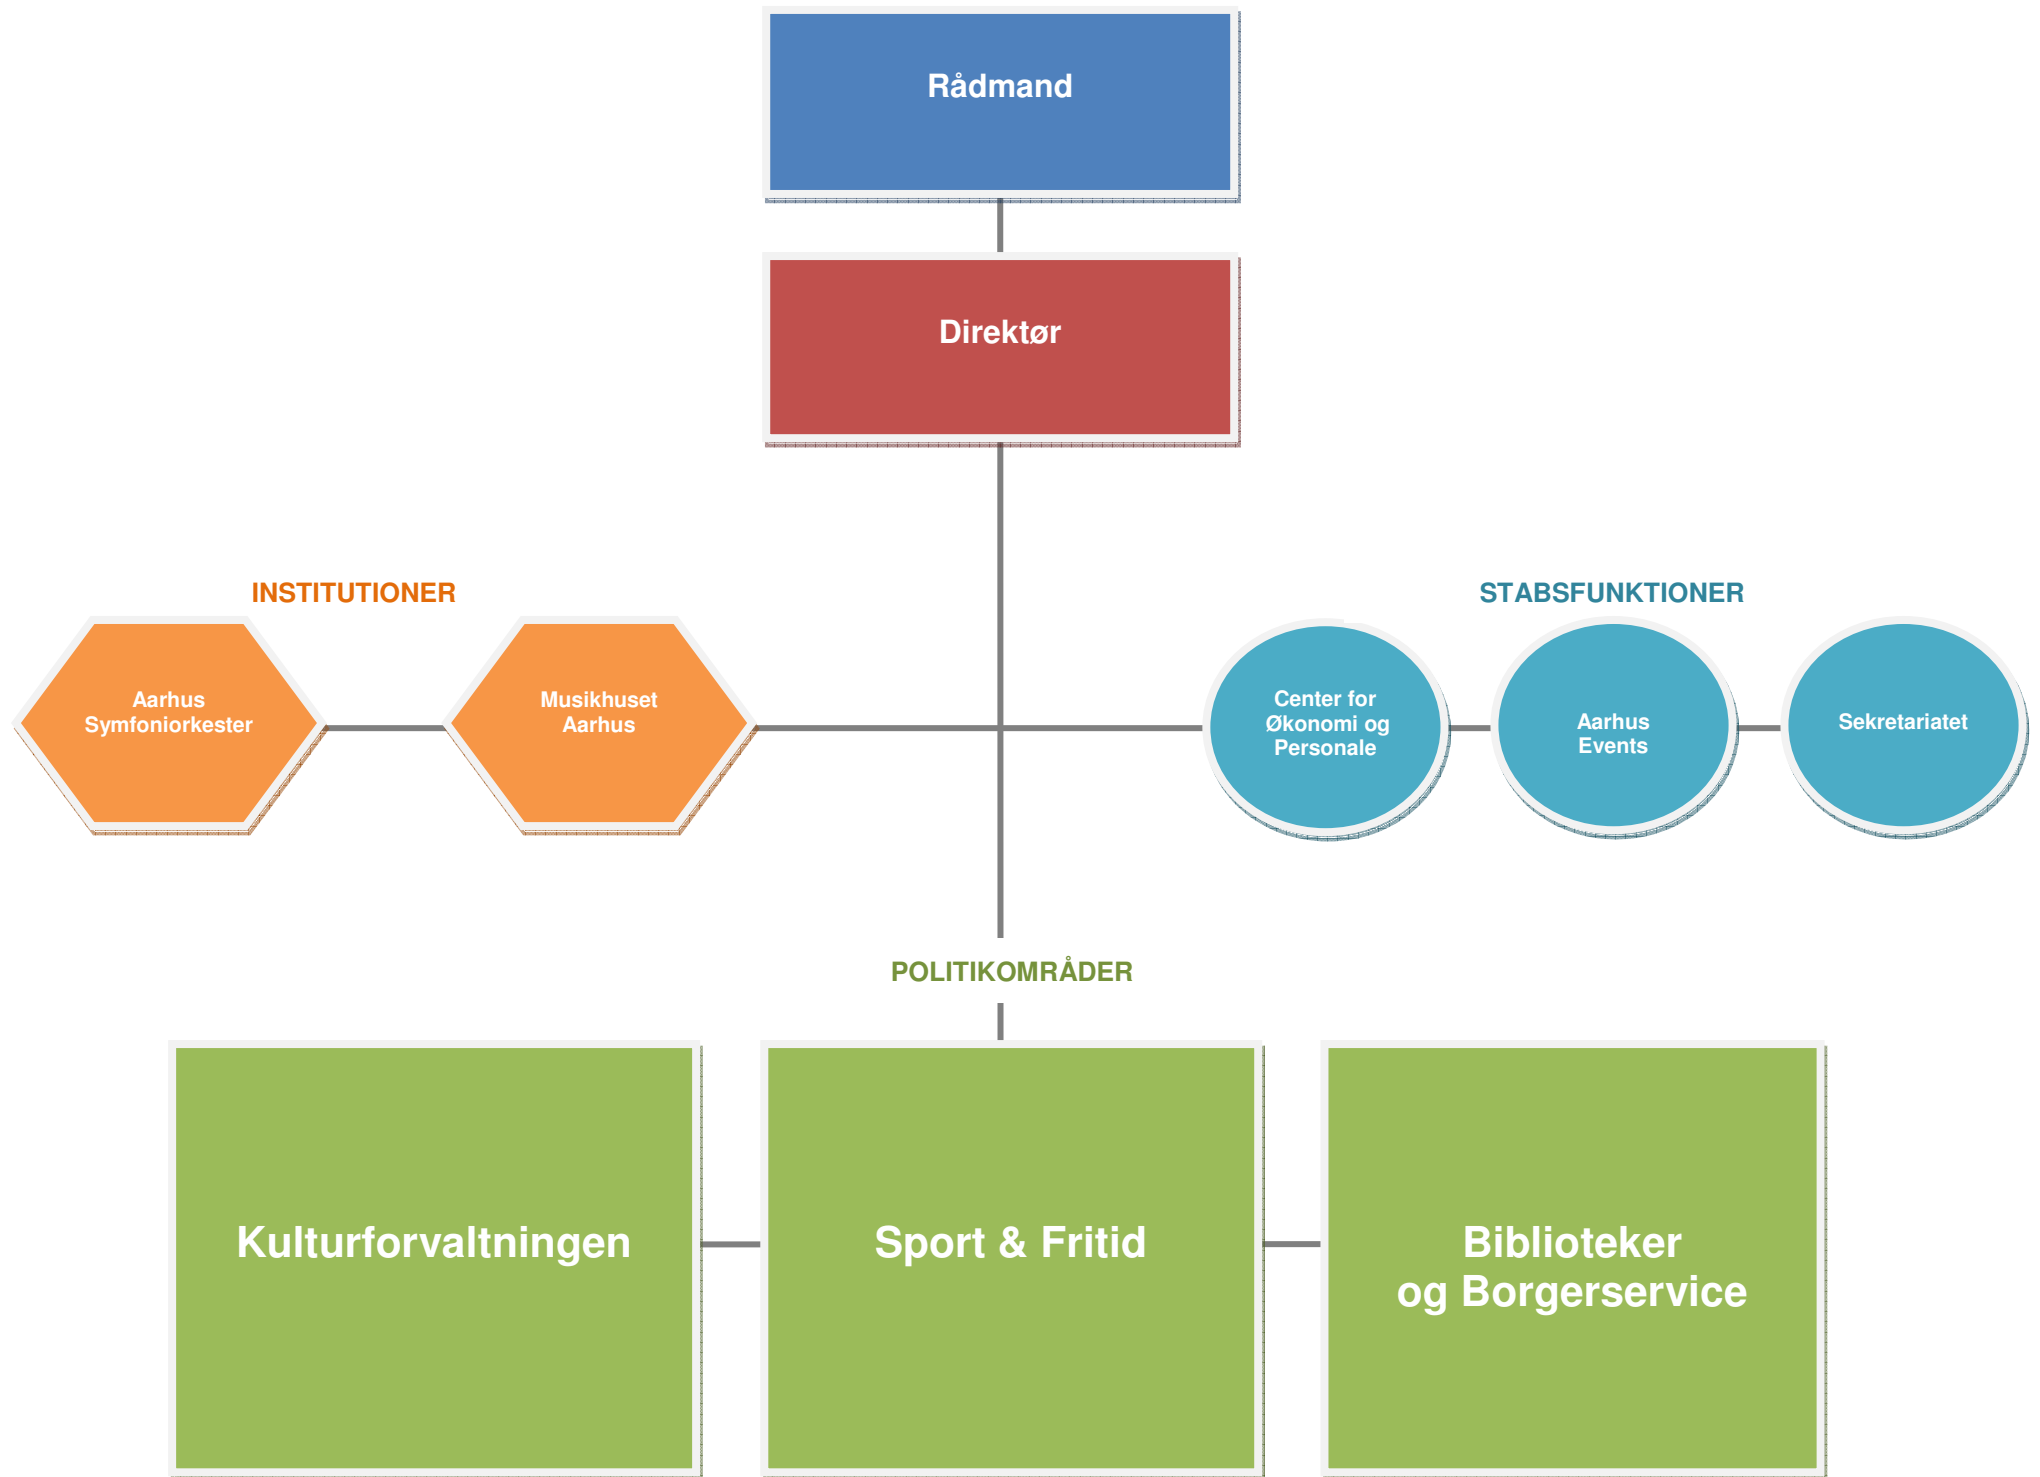 Rådmand
Direktør
INSTITUTIONER
STABSFUNKTIONER
Aarhus
Symfoniorkester
Musikhuset
Aarhus
Center for
Økonomi og
Personale
Aarhus
Events
Sekretariatet
POLITIKOMRÅDER
Kulturforvaltningen
Sport & Fritid
Biblioteker
og Borgerservice